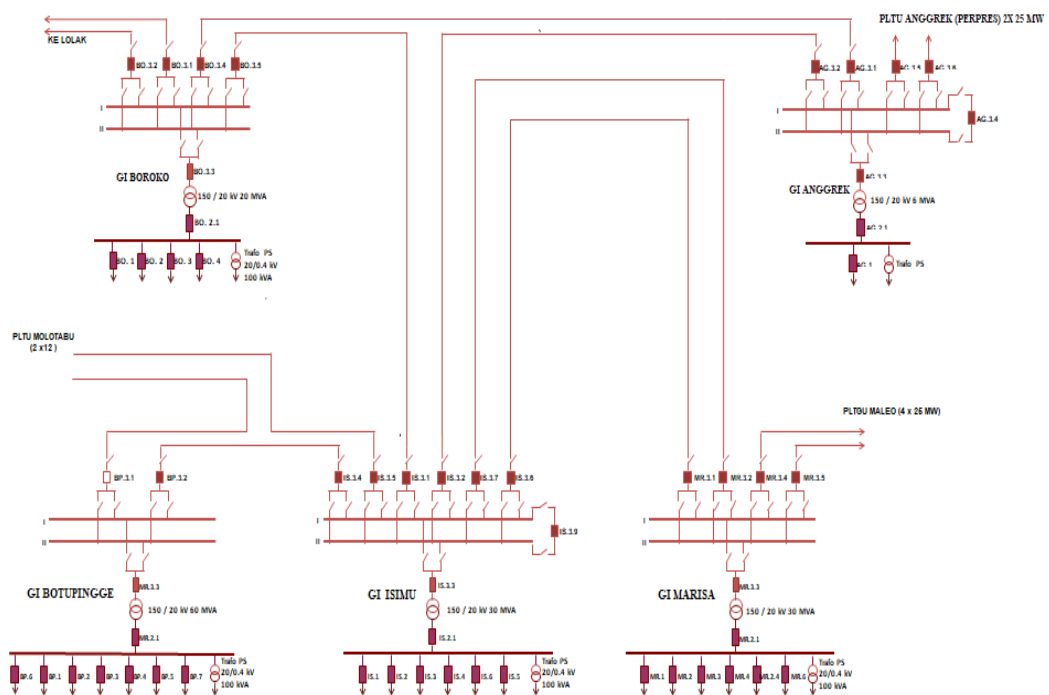 PLTU ANGGREK (PERPRES) 2X 25 MW
KE LOLAK
BO.3.2
BO.3.1
BO.3.4
BO.3.5
AG.3.2
AG.3.1
AG.3.5
AG.3.6
I
II
I
II
AG.3.4
BO.3.3
GI BOROKO
150 / 20 kV 20 MVA
BO. 2.1
AG.3.3
GI ANGGREK
150 / 20 kV 6 MVA
AG.2.1
BO. 1
BO. 2
BO. 3
BO. 4
Trafo PS
20/0.4 kV
100 kVA
AG.1
Trafo PS
PLTU MOLOTABU
(2 x12 )
PLTGU MALEO (4 x 25 MW)
BP.3.1
BP.3.2
IS.3.4
IS.3.5
IS.3.1
IS.3.2
IS.3.7
IS.3.6
MR.3.1
MR.3.2
MR.3.4
MR.3.5
I
II
I
II
IS.3.9
I
II
GI BOTUPINGGE
MR.3.3
150 / 20 kV 60 MVA
MR.2.1
GI ISIMU
IS.3.3
150 / 20 kV 30 MVA
IS.2.1
GI MARISA
MR.3.3
150 / 20 kV 30 MVA
MR.2.1
BP.6
BP.1
BP.2
BP.3
BP.4
BP.5
BP.7
Trafo PS
20/0.4 kV
100 kVA
IS.1
IS.2
IS.3
IS.4
IS.6
IS.5
Trafo PS
20/0.4 kV
100 kVA
MR.1
MR.2
MR.3
MR.4
MR.2.4
MR.6
Trafo PS
20/0.4 kV
100 kVA